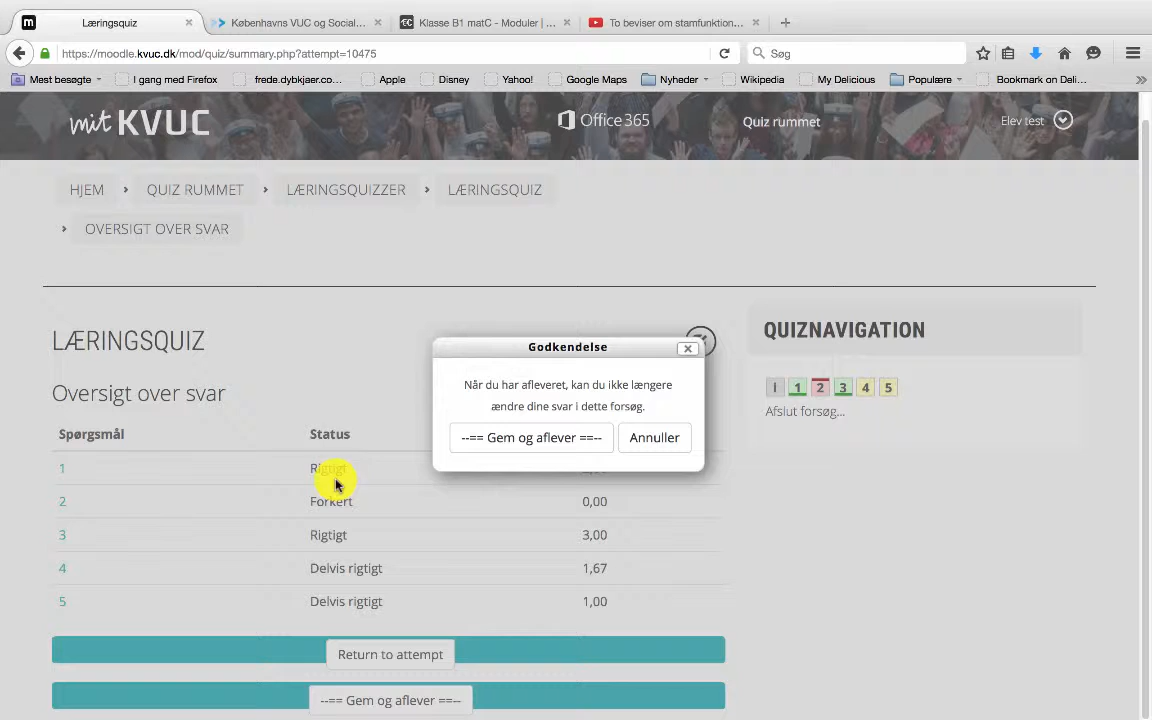 Læringsquiz
Københavns VUC og Social...
Klasse B1 matC - Moduler | ...
To beviser om stamfunktion...
https://moodle.kvuc.dk/mod/quiz/summary.php?attempt=10475
Søg
Mest besøgte
I gang med Firefox
frede.dybkjaer.co...
Apple
Disney
Yahoo!
Google Maps
Nyheder
Wikipedia
My Delicious
Populære
Bookmark on Deli...
mit KVUC
Office 365
Quiz rummet
Elev test
HJEM
QUIZ RUMMET
LÆRINGSQUIZZER
LÆRINGSQUIZ
OVERSIGT OVER SVAR
LÆRINGSQUIZ
QUIZNAVIGATION
i 1 2 3 4 5
Afslut forsøg...
Godkendelse
Når du har afleveret, kan du ikke længere
ændre dine svar i dette forsøg.
--== Gem og aflever ==--
Annuller
Oversigt over svar
Spørgsmål Status
1 Rigtigt
2 Forkert 0,00
3 Rigtigt 3,00
4 Delvis rigtigt 1,67
5 Delvis rigtigt 1,00
Return to attempt
--== Gem og aflever ==--